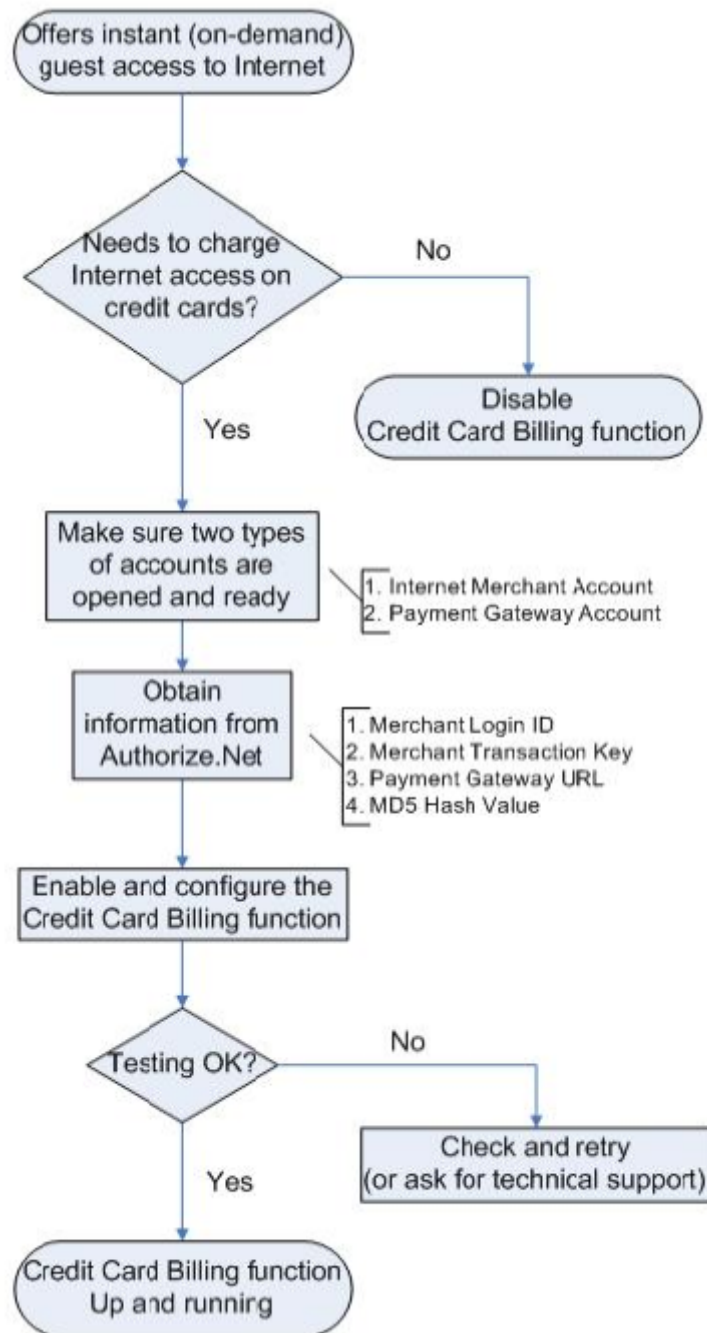 Offers instant (on-demand)
guest access to Internet
Needs to charge
Internet access on
credit cards?
No
Disable
Credit Card Billing function
Yes
Make sure two types
of accounts are
opened and ready
1. Internet Merchant Account
2. Payment Gateway Account
Obtain
information from
Authorize.Net
1. Merchant Login ID
2. Merchant Transaction Key
3. Payment Gateway URL
4. MD5 Hash Value
Enable and configure the
Credit Card Billing function
Testing OK?
No
Check and retry
(or ask for technical support)
Yes
Credit Card Billing function
Up and running